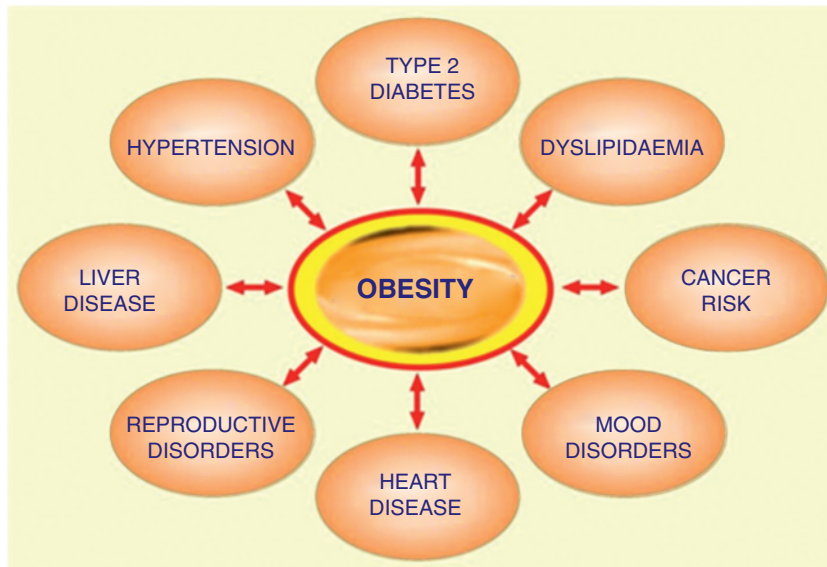 TYPE 2
DIABETES
HYPERTENSION
DYSLIPIDAEMIA
LIVER
DISEASE
OBESITY
CANCER
RISK
REPRODUCTIVE
DISORDERS
MOOD
DISORDERS
HEART
DISEASE